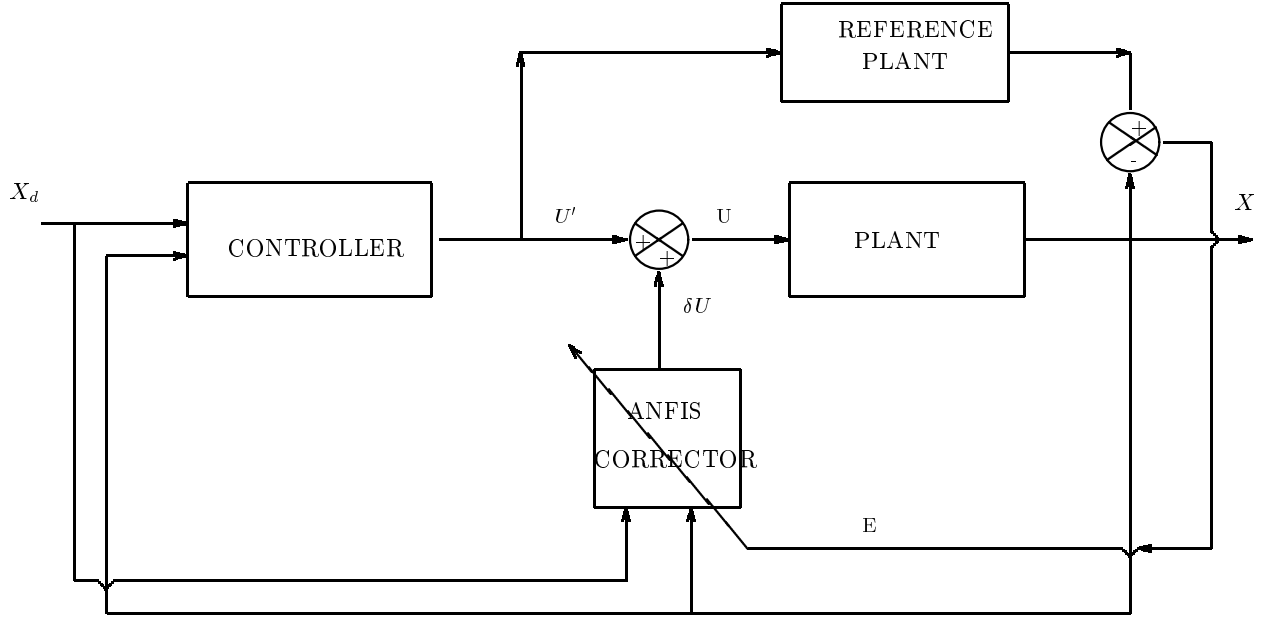 REFERENCE
PLANT
+
-
X_d
CONTROLLER
U'
+
+
U
PLANT
X
δU
ANFIS
CORRECTOR
E